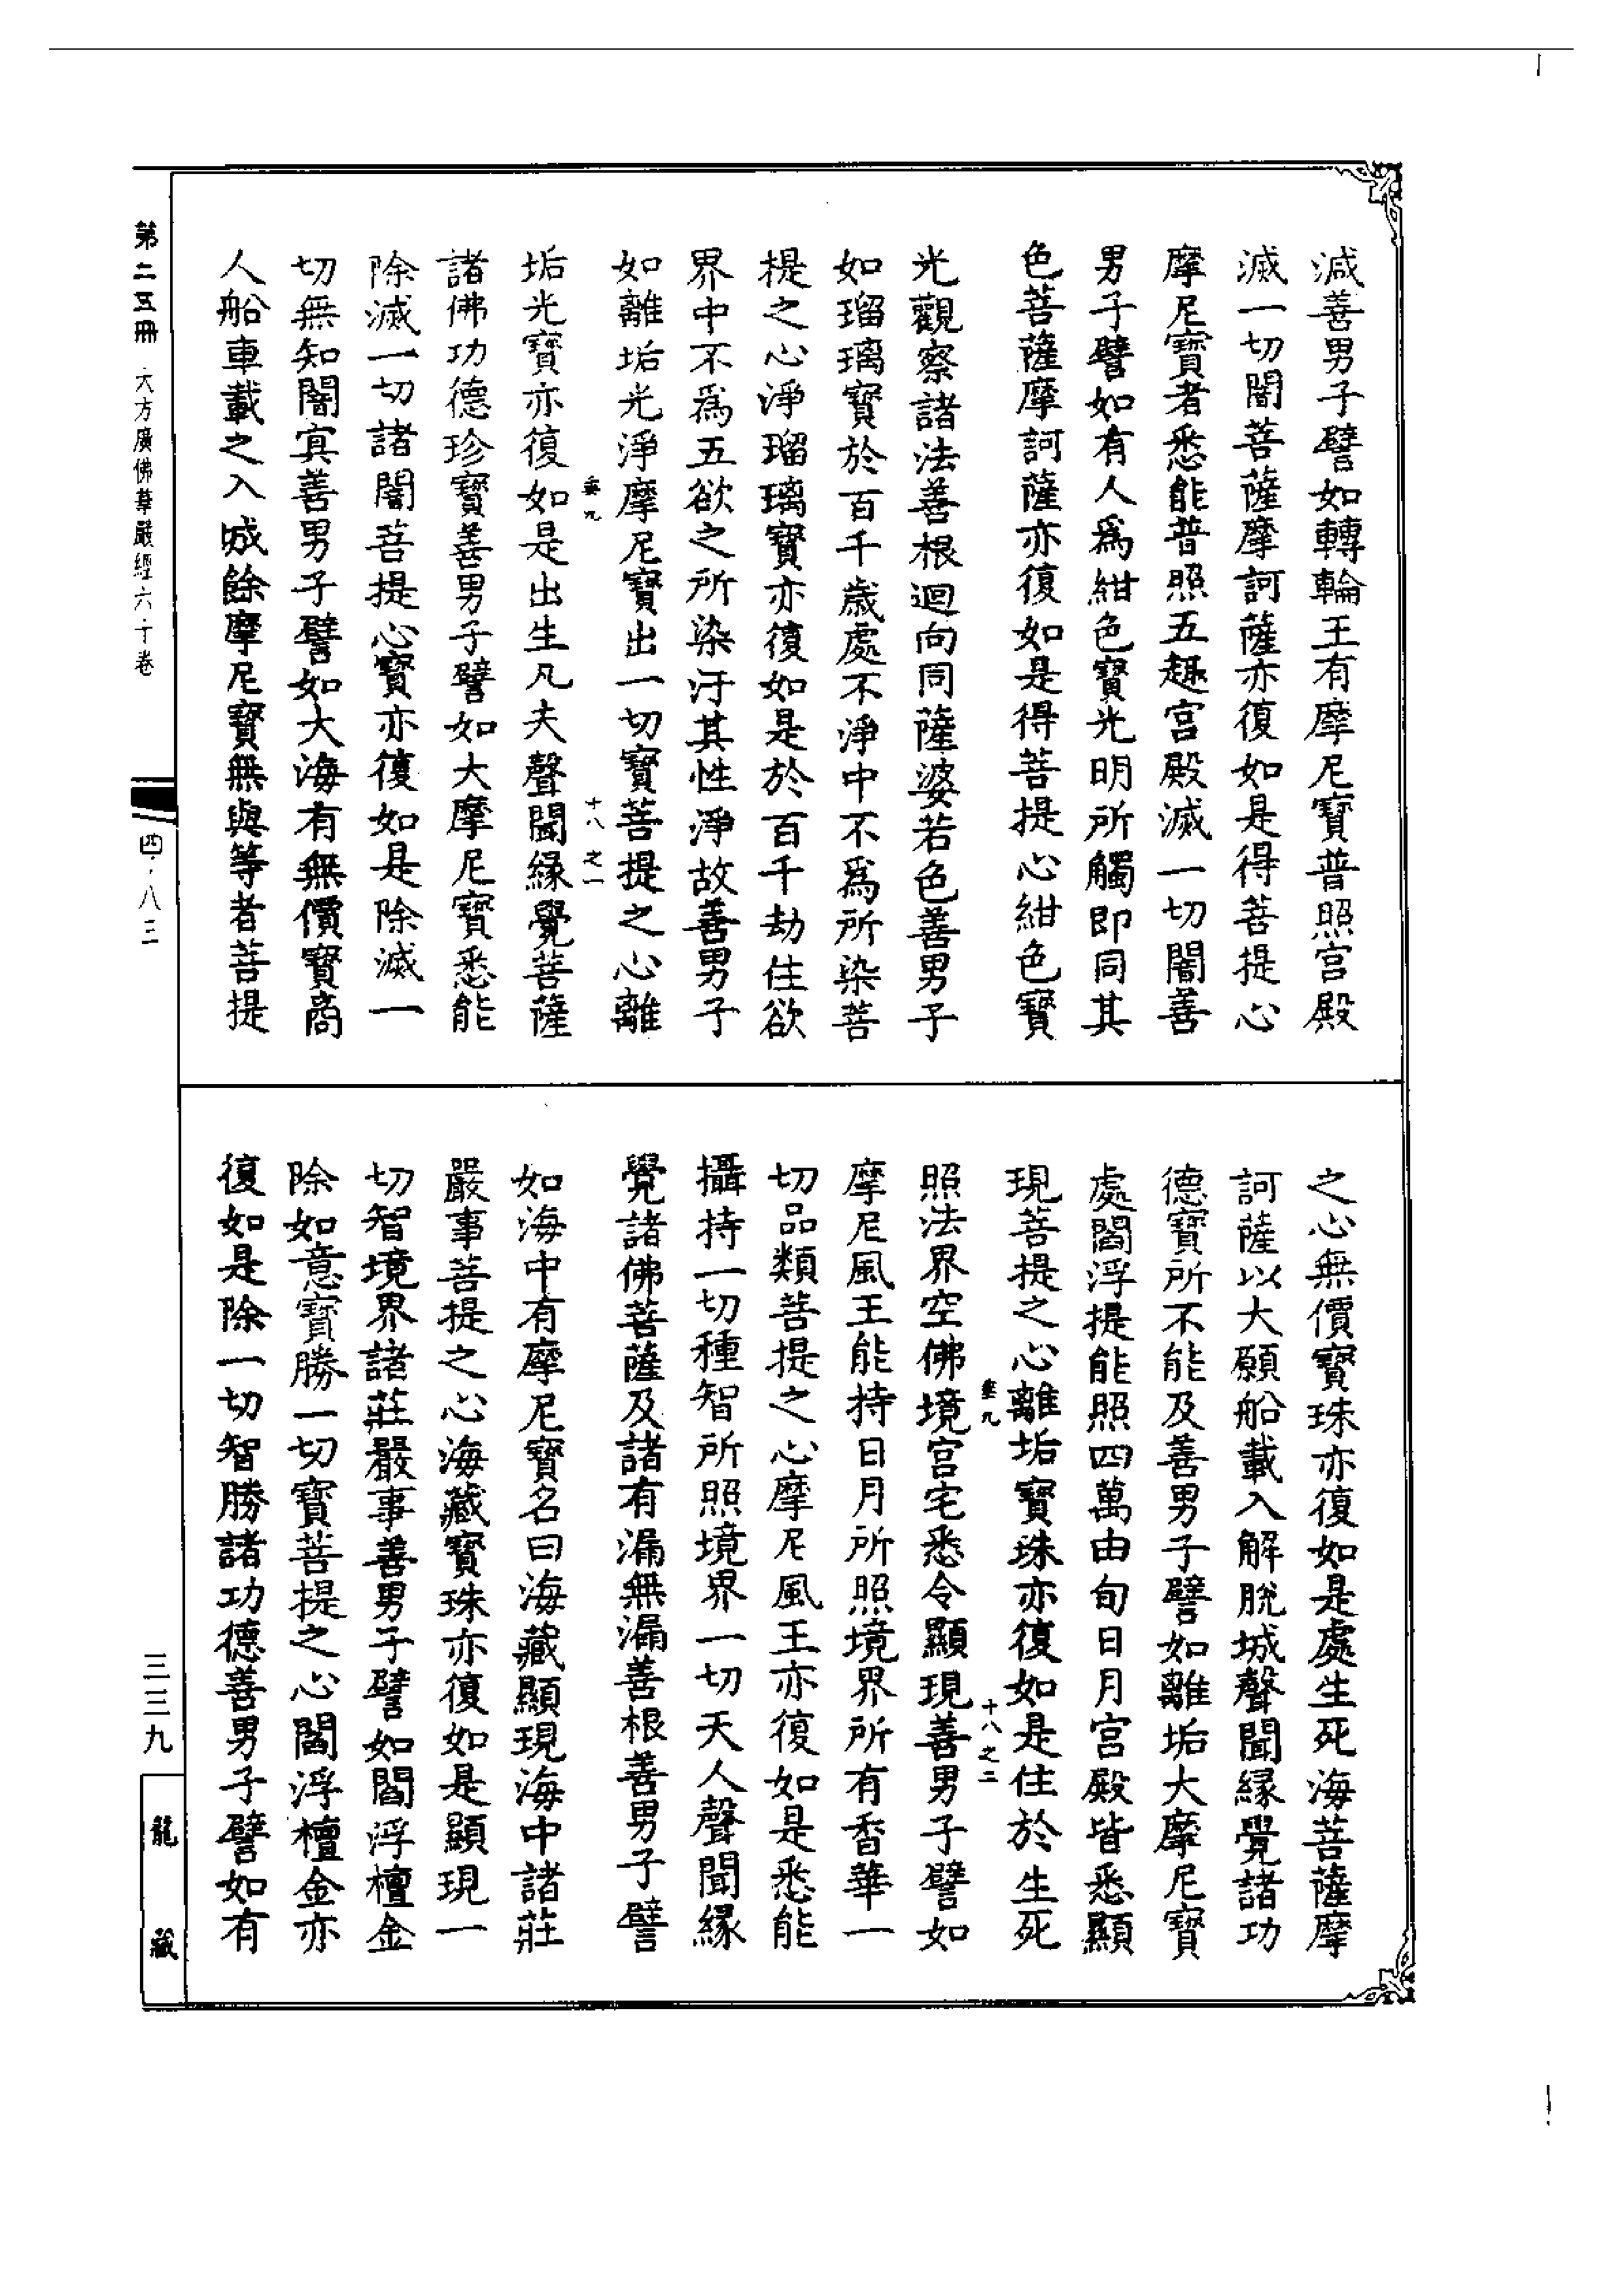 減善男子譬如轉輪王有摩尼寶普照宮殿
滅一切闇菩薩摩訶薩亦復如是得菩提心
摩尼寶者悉能普照五趣宮殿滅一切闇善
男子譬如有人爲紺色寶光明所觸即同其
色菩薩摩訶薩亦復如是得菩提心紺色寶
光觀察諸法善根迴向同薩婆若色善男子
如瑠璃寶於百千歲處不淨中不爲所染菩
提之心淨瑠璃寶亦復如是於百千劫住欲
界中不爲五欲之所染汙其性淨故善男子
如離垢光淨摩尼寶出一切寶菩提之心離
垂九
十八 之一
垢光寶亦復如是出生凡夫聲聞緣覺菩薩
諸佛功德珍寶善男子譬如大摩尼寶悉能
除滅一切諸闇菩提心寶亦復如是除滅一
切無知闇寘善男子譬如大海有無價寶商
人船車載之入城餘摩尼寶無與等者菩提
之心無價寶珠亦復如是處生死海菩薩摩
訶薩以大願船載入解脫城聲聞緣覺諸功
德寶所不能及善男子譬如離垢大摩尼寶
處閻浮提能照四萬由旬日月宮殿皆悉顯
現菩提之心離垢寶珠亦復如是住於生死
垂九
十八之二
照法界空佛境宮宅悉令顯現善男子譬如
摩尼風王能持日月所照境界所有香華一
切品類菩提之心摩尼風王亦復如是悉能
攝持一切種智所照境界一切天人聲聞緣
覺諸佛菩薩及諸有漏無漏善根善男子譬
如海中有摩尼寶名曰海藏顯現海中諸莊
嚴事菩提之心海藏寶珠亦復如是顯現一
切智境界諸莊嚴事善男子譬如閻浮檀金
除如意寶勝一切寶菩提之心閻浮檀金亦
復如是除一切智勝諸功德善男子譬如有
第二五冊 大方廣佛華嚴經六十卷
四·八三
三三九
龍藏